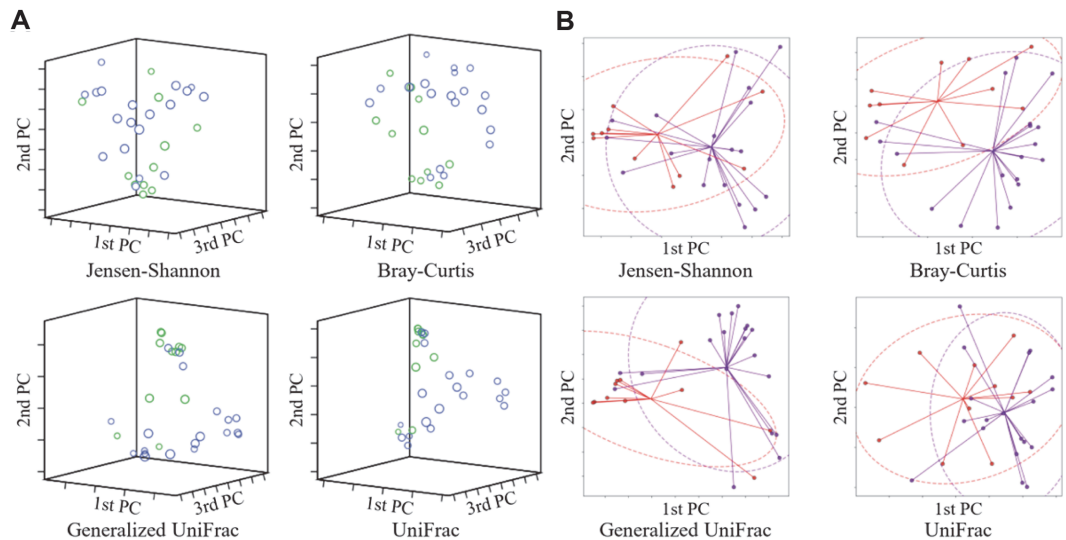 A
2nd PC
1st PC
3rd PC
Jensen-Shannon
2nd PC
1st PC
3rd PC
Bray-Curtis
2nd PC
1st PC
3rd PC
Generalized UniFrac
2nd PC
1st PC
3rd PC
UniFrac
B
2nd PC
1st PC
Jensen-Shannon
2nd PC
1st PC
Bray-Curtis
2nd PC
1st PC
Generalized UniFrac
2nd PC
1st PC
UniFrac